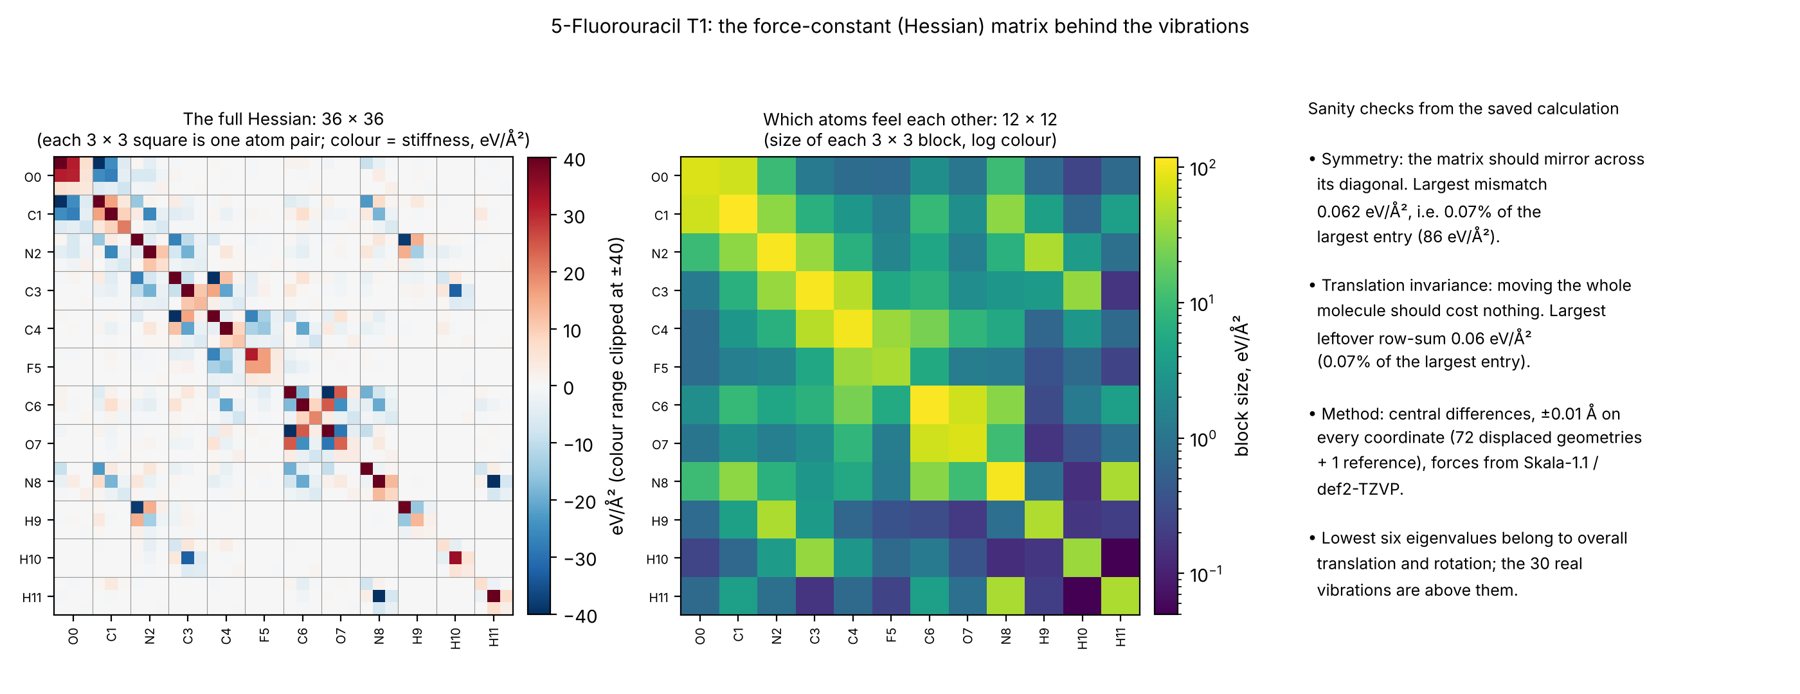 5-Fluorouracil T1: the force-constant (Hessian) matrix behind the vibrations
The full Hessian: 36 × 36
(each 3 × 3 square is one atom pair; colour = stiffness, eV/Å²)
O0
C1
N2
C3
C4
F5
C6
O7
N8
H9
H10
H11
O0
C1
N2
C3
C4
F5
C6
O7
N8
H9
H10
H11
40
30
20
10
0
−10
−20
−30
−40
eV/Å² (colour range clipped at ±40)
Which atoms feel each other: 12 × 12
(size of each 3 × 3 block, log colour)
O0
C1
N2
C3
C4
F5
C6
O7
N8
H9
H10
H11
O0
C1
N2
C3
C4
F5
C6
O7
N8
H9
H10
H11
10²
10¹
10⁰
10⁻¹
block size, eV/Å²
Sanity checks from the saved calculation
• Symmetry: the matrix should mirror across
its diagonal. Largest mismatch
0.062 eV/Å², i.e. 0.07% of the
largest entry (86 eV/Å²).
• Translation invariance: moving the whole
molecule should cost nothing. Largest
leftover row-sum 0.06 eV/Å²
(0.07% of the largest entry).
• Method: central differences, ±0.01 Å on
every coordinate (72 displaced geometries
+ 1 reference), forces from Skala-1.1 /
def2-TZVP.
• Lowest six eigenvalues belong to overall
translation and rotation; the 30 real
vibrations are above them.